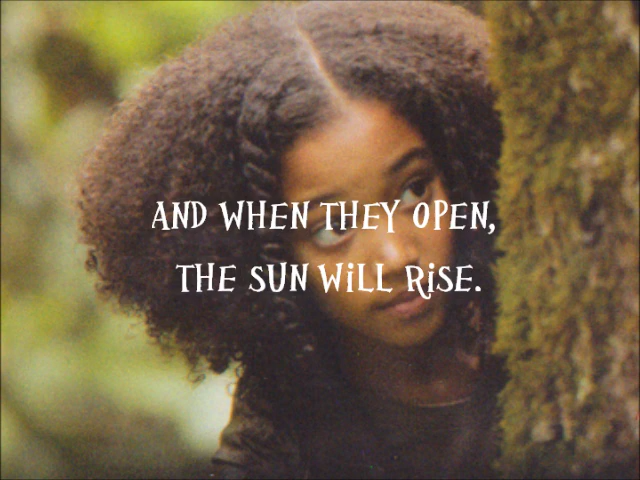 AND WHEN THEY OPEN,
THE SUN WiLL RiSE.